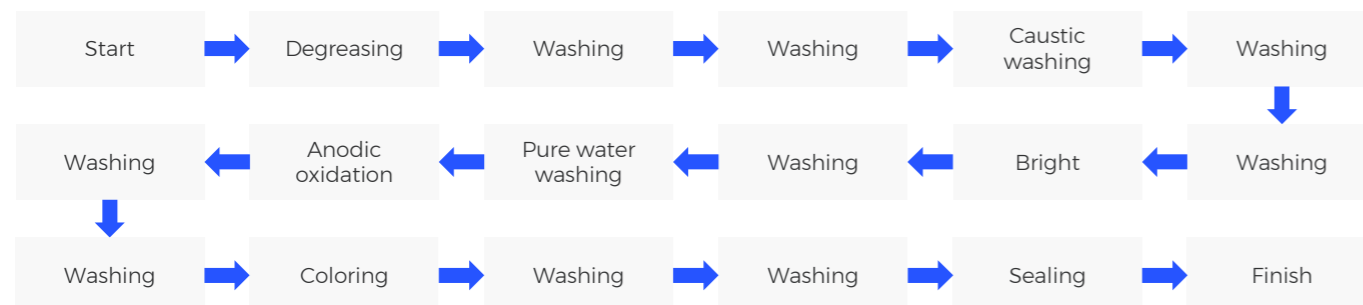 Start
Degreasing
Washing
Washing
Caustic
washing
Washing
Washing
Bright
Washing
Pure water
washing
Anodic
oxidation
Washing
Washing
Coloring
Washing
Washing
Sealing
Finish